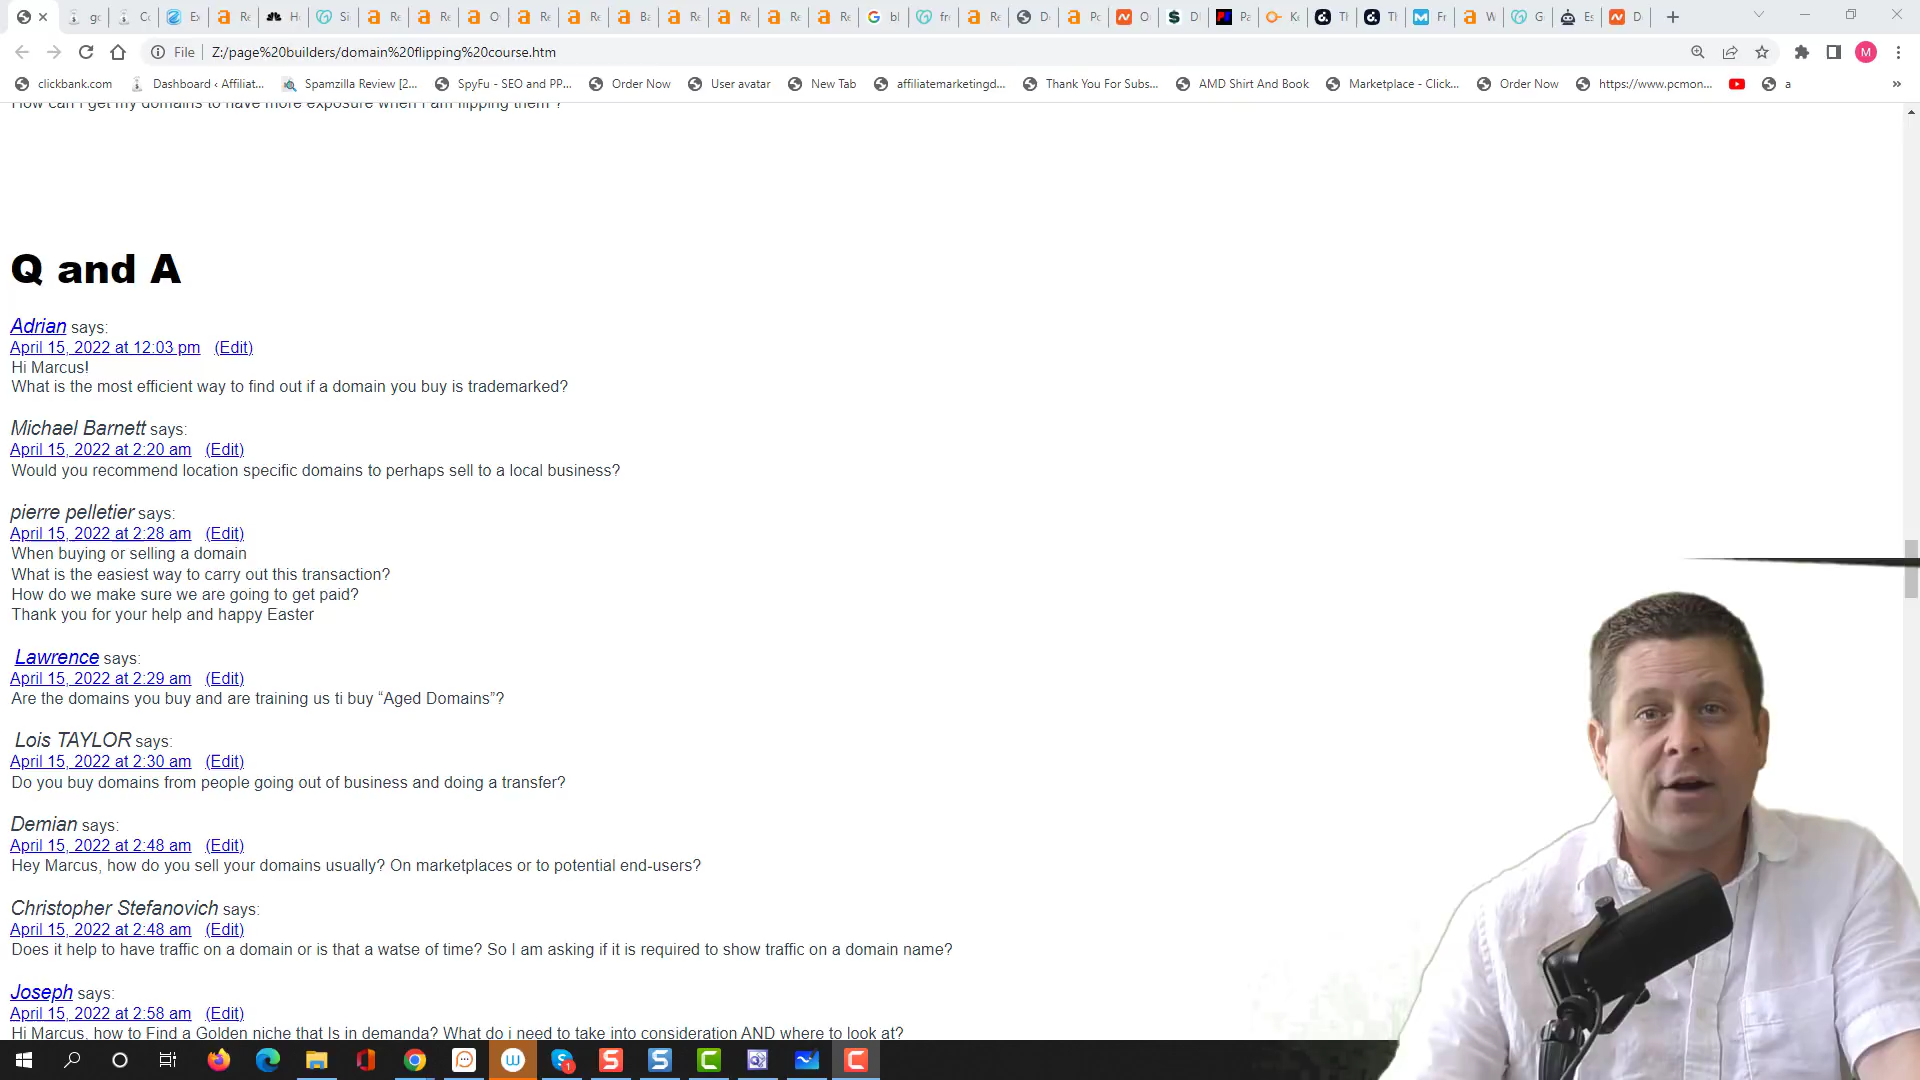 File
Z:/page%20builders/domain%20flipping%20course.htm
clickbank.com
Dashboard ‹ Affiliat...
Spamzilla Review [2...
SpyFu - SEO and PP...
Order Now
User avatar
New Tab
affiliatemarketingd...
Thank You For Subs...
AMD Shirt And Book
Marketplace - Click...
Order Now
https://www.pcmon...
a
»
How can I get my domains to have more exposure when I am flipping them ?
Q and A
Adrian says:
April 15, 2022 at 12:03 pm (Edit)
Hi Marcus!
What is the most efficient way to find out if a domain you buy is trademarked?
Michael Barnett says:
April 15, 2022 at 2:20 am (Edit)
Would you recommend location specific domains to perhaps sell to a local business?
pierre pelletier says:
April 15, 2022 at 2:28 am (Edit)
When buying or selling a domain
What is the easiest way to carry out this transaction?
How do we make sure we are going to get paid?
Thank you for your help and happy Easter
Lawrence says:
April 15, 2022 at 2:29 am (Edit)
Are the domains you buy and are training us ti buy “Aged Domains”?
Lois TAYLOR says:
April 15, 2022 at 2:30 am (Edit)
Do you buy domains from people going out of business and doing a transfer?
Demian says:
April 15, 2022 at 2:48 am (Edit)
Hey Marcus, how do you sell your domains usually? On marketplaces or to potential end-users?
Christopher Stefanovich says:
April 15, 2022 at 2:48 am (Edit)
Does it help to have traffic on a domain or is that a watse of time? So I am asking if it is required to show traffic on a domain name?
Joseph says:
April 15, 2022 at 2:58 am (Edit)
Hi Marcus, how to Find a Golden niche that Is in demanda? What do i need to take into consideration AND where to look at?